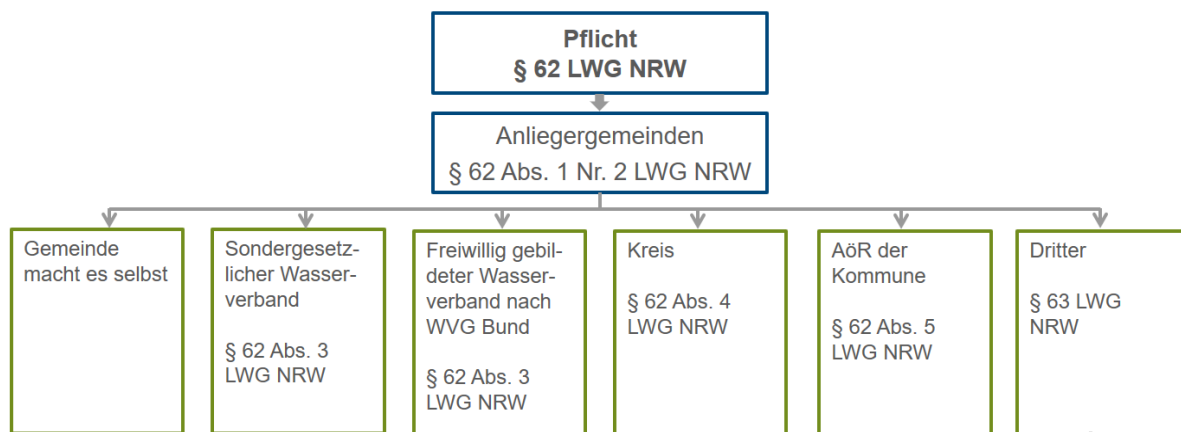 Pflicht
§ 62 LWG NRW
Anliegergemeinden
§ 62 Abs. 1 Nr. 2 LWG NRW
Gemeinde
macht es selbst
Sondergesetz-
licher Wasser-
verband
§ 62 Abs. 3
LWG NRW
Freiwillig gebil-
deter Wasser-
verband nach
WVG Bund
§ 62 Abs. 3
LWG NRW
Kreis
§ 62 Abs. 4
LWG NRW
AöR der
Kommune
§ 62 Abs. 5
LWG NRW
Dritter
§ 63 LWG
NRW